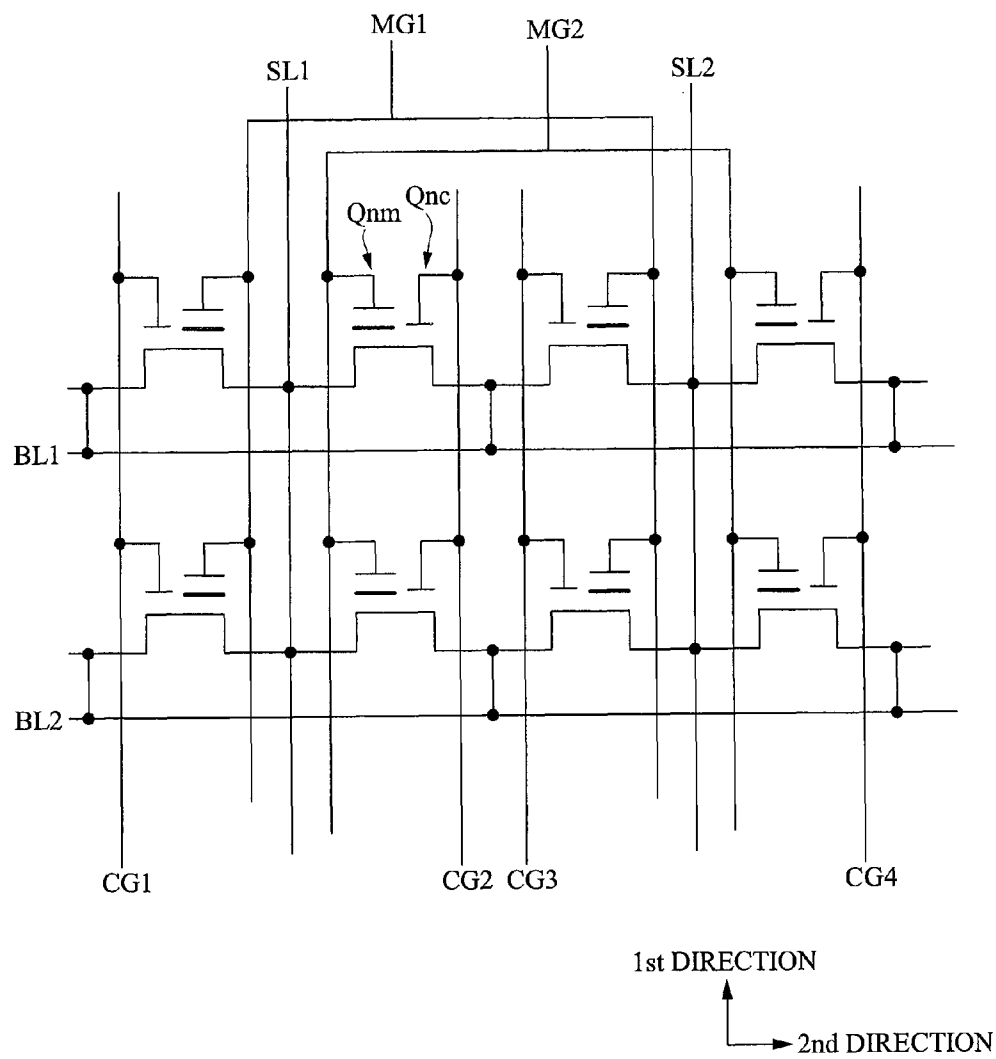 MG1
MG2
SL1
SL2
Qnm
Qnc
BL1
BL2
CG1
CG2
CG3
CG4
1st DIRECTION
2nd DIRECTION